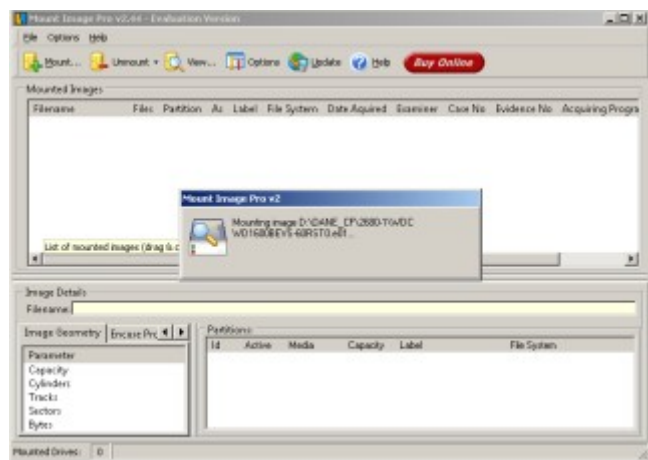 Mount Image Pro v2.44 - Evaluation Version
File Options Help
Mount... Unmount View... Options Update Help Buy Online
Mounted Images
Filename Files Partition As Label File System Date Aquired Examiner Case No Evidence No Acquiring Progra
Mount Image Pro v2
Mounting image
List of mounted images (drag & c
Image Details
Filename
Image Geometry Encase Pro
Partitions
Id Active Media Capacity Label File System
Parameter
Capacity
Cylinders
Tracks
Sectors
Bytes
Mounted Drives: 0